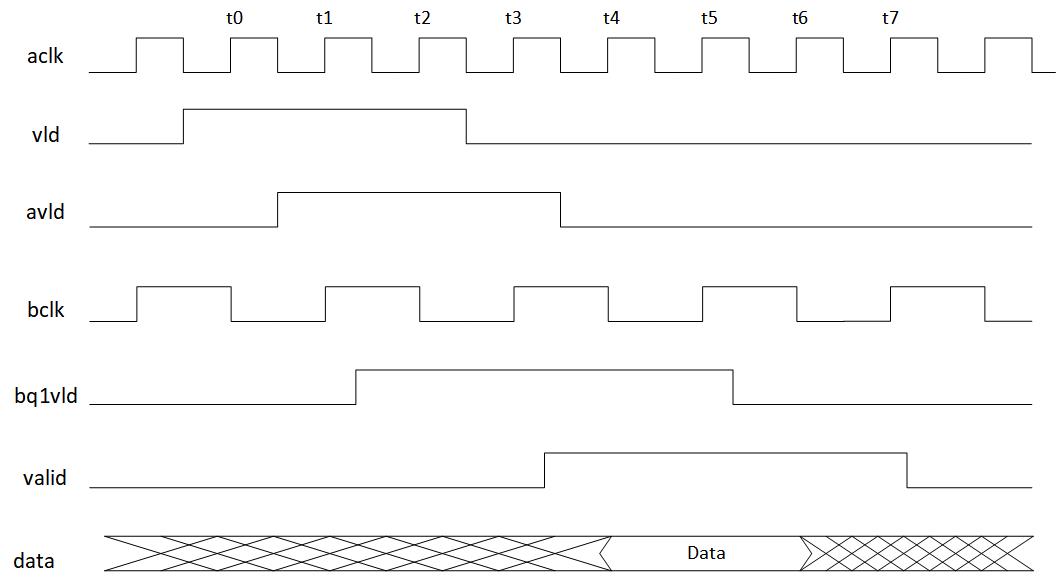 t0 t1 t2 t3 t4 t5 t6 t7
aclk
vld
avld
bclk
bq1vld
valid
data Data